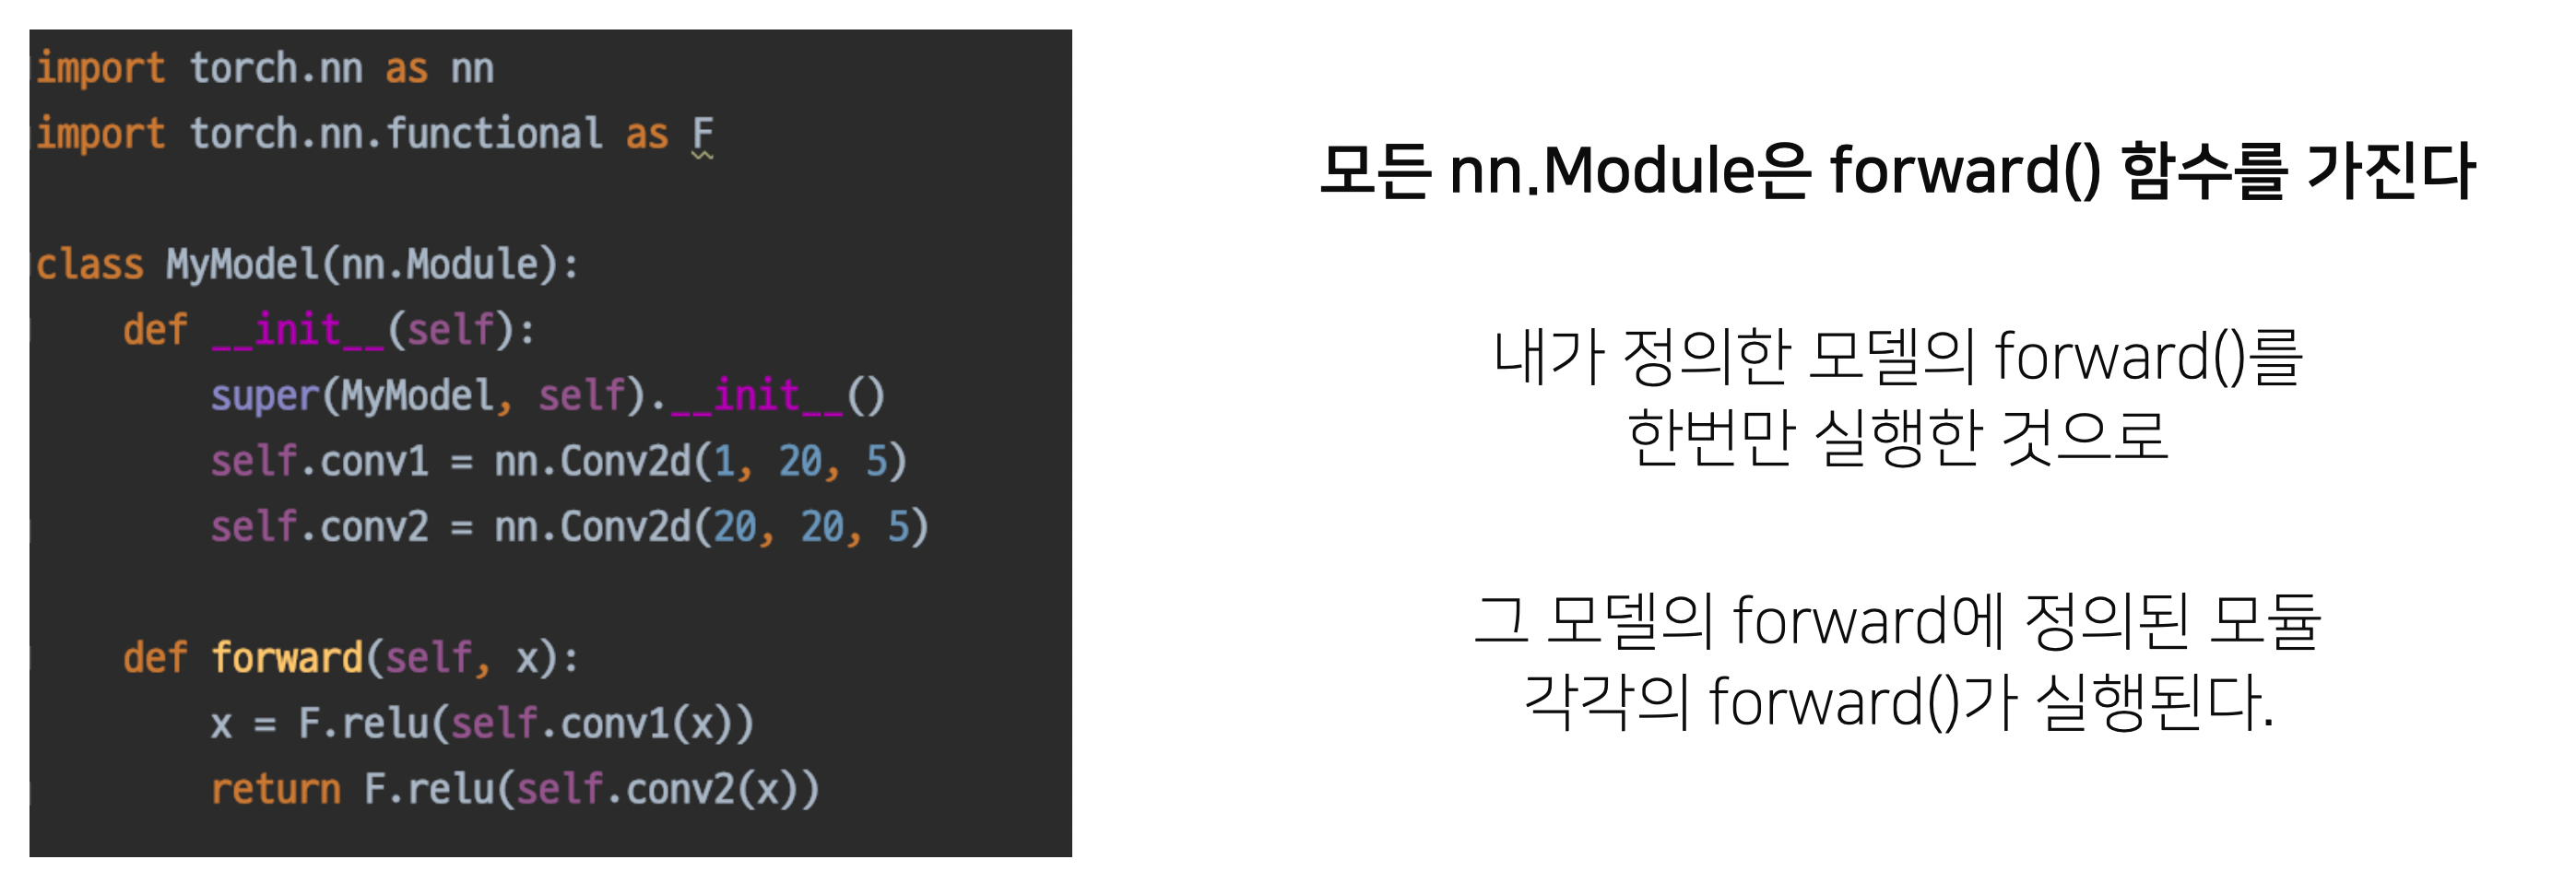 import torch.nn as nn
import torch.nn.functional as F
class MyModel(nn.Module):
    def __init__(self):
        super(MyModel, self).__init__()
        self.conv1 = nn.Conv2d(1, 20, 5)
        self.conv2 = nn.Conv2d(20, 20, 5)
    def forward(self, x):
        x = F.relu(self.conv1(x))
        return F.relu(self.conv2(x))
모든 nn.Module은 forward() 함수를 가진다
내가 정의한 모델의 forward()를
한번만 실행한 것으로
그 모델의 forward에 정의된 모듈
각각의 forward()가 실행된다.